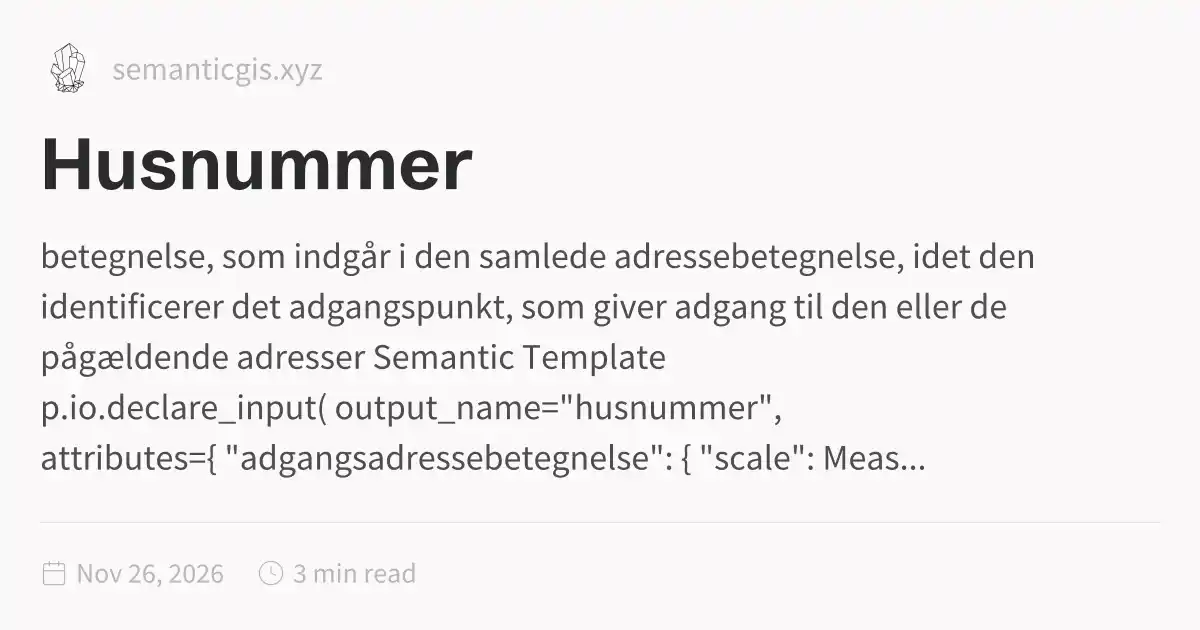 semanticgis.xyz
Husnummer
betegnelse, som indgår i den samlede adressebetegnelse, idet den
identificerer det adgangspunkt, som giver adgang til den eller de
pågældende adresser Semantic Template
p.io.declare_input( output_name="husnummer",
attributes={ "adgangsadressebetegnelse": { "scale": Meas...
Nov 26, 2026 3 min read